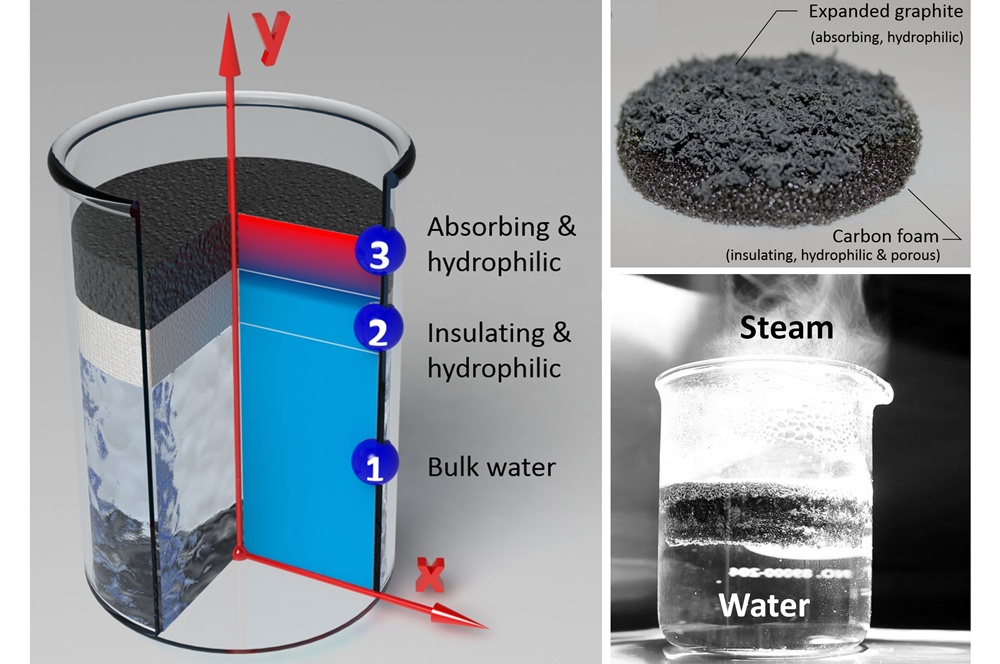 y
3
Absorbing &
hydrophilic
2
Insulating &
hydrophilic
1
Bulk water
x
Expanded graphite
(absorbing, hydrophilic)
Carbon foam
(insulating, hydrophilic & porous)
Steam
Water